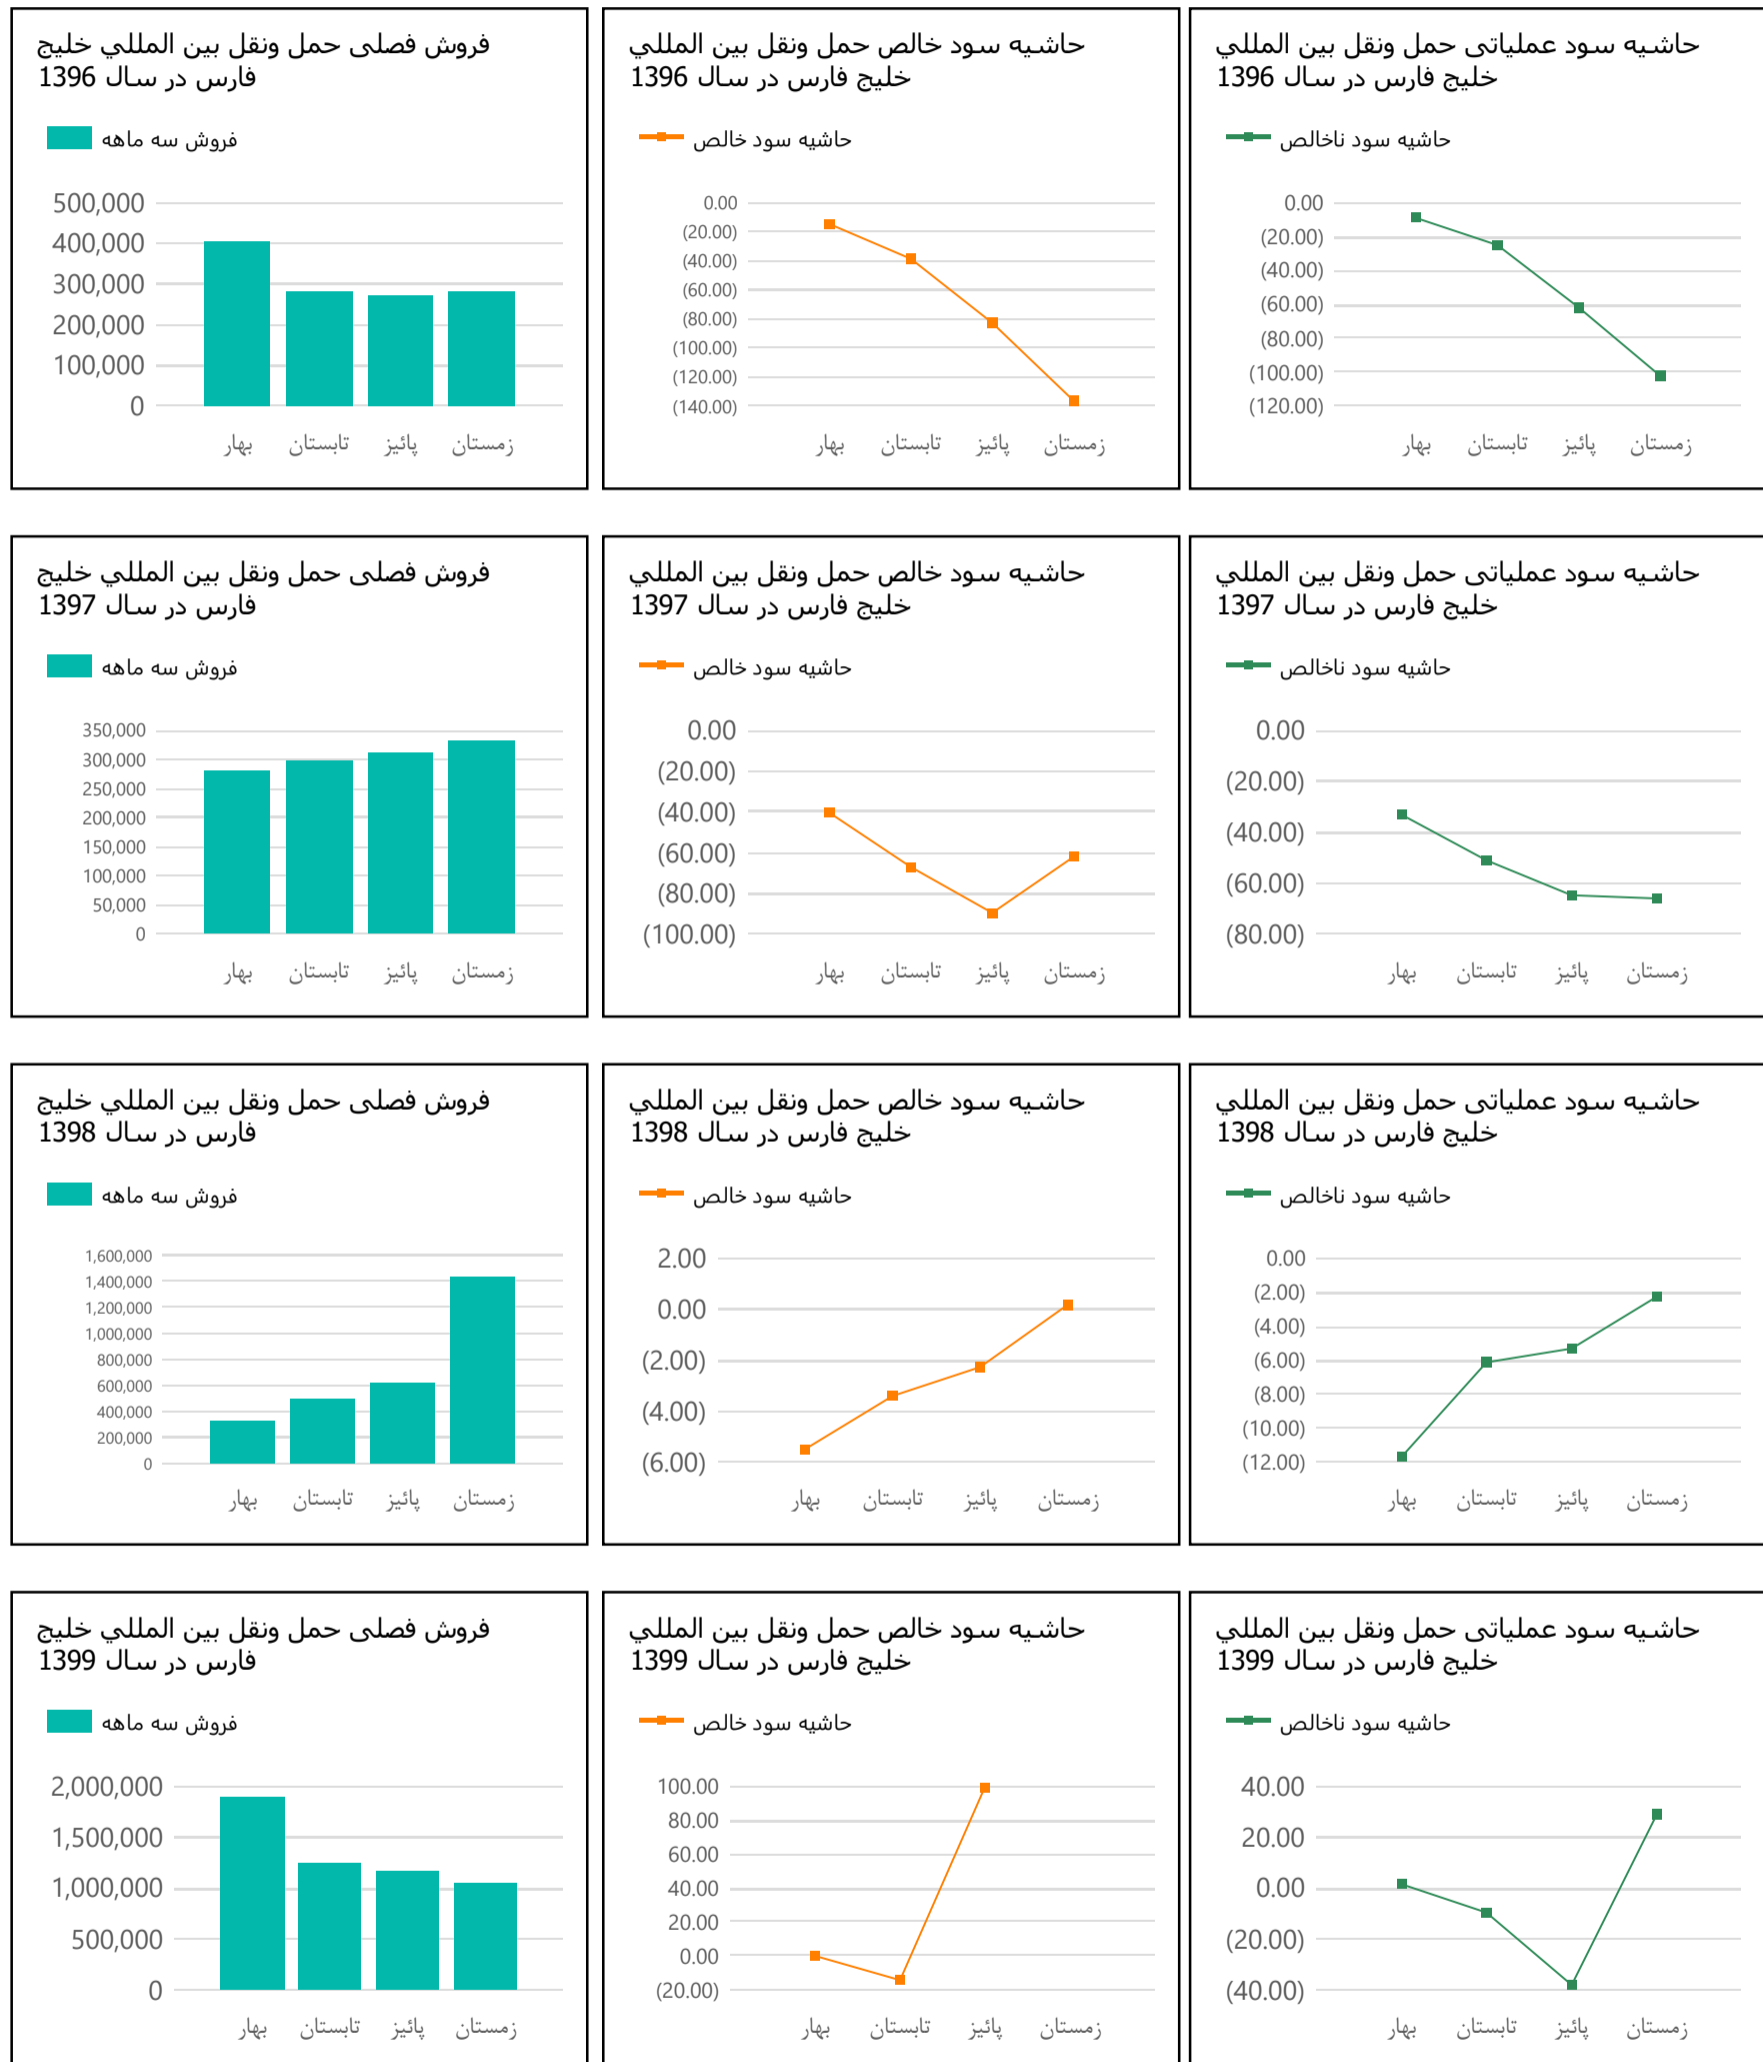 فروش فصلی حمل ونقل بین المللي خلیج
فارس در سال 1396
فروش سه ماهه
500,000
400,000
300,000
200,000
100,000
0
بهار تابستان پائیز زمستان
حاشیه سود خالص حمل ونقل بین المللي
خلیج فارس در سال 1396
حاشیه سود خالص
0.00
(20.00)
(40.00)
(60.00)
(80.00)
(100.00)
(120.00)
(140.00)
بهار تابستان پائیز زمستان
حاشیه سود عملیاتی حمل ونقل بین المللي
خلیج فارس در سال 1396
حاشیه سود ناخالص
0.00
(20.00)
(40.00)
(60.00)
(80.00)
(100.00)
(120.00)
بهار تابستان پائیز زمستان
فروش فصلی حمل ونقل بین المللي خلیج
فارس در سال 1397
فروش سه ماهه
350,000
300,000
250,000
200,000
150,000
100,000
50,000
0
بهار تابستان پائیز زمستان
حاشیه سود خالص حمل ونقل بین المللي
خلیج فارس در سال 1397
حاشیه سود خالص
0.00
(20.00)
(40.00)
(60.00)
(80.00)
(100.00)
بهار تابستان پائیز زمستان
حاشیه سود عملیاتی حمل ونقل بین المللي
خلیج فارس در سال 1397
حاشیه سود ناخالص
0.00
(20.00)
(40.00)
(60.00)
(80.00)
بهار تابستان پائیز زمستان
فروش فصلی حمل ونقل بین المللي خلیج
فارس در سال 1398
فروش سه ماهه
1,600,000
1,400,000
1,200,000
1,000,000
800,000
600,000
400,000
200,000
0
بهار تابستان پائیز زمستان
حاشیه سود خالص حمل ونقل بین المللي
خلیج فارس در سال 1398
حاشیه سود خالص
2.00
0.00
(2.00)
(4.00)
(6.00)
بهار تابستان پائیز زمستان
حاشیه سود عملیاتی حمل ونقل بین المللي
خلیج فارس در سال 1398
حاشیه سود ناخالص
0.00
(2.00)
(4.00)
(6.00)
(8.00)
(10.00)
(12.00)
بهار تابستان پائیز زمستان
فروش فصلی حمل ونقل بین المللي خلیج
فارس در سال 1399
فروش سه ماهه
2,000,000
1,500,000
1,000,000
500,000
0
بهار تابستان پائیز زمستان
حاشیه سود خالص حمل ونقل بین المللي
خلیج فارس در سال 1399
حاشیه سود خالص
100.00
80.00
60.00
40.00
20.00
0.00
(20.00)
بهار تابستان پائیز زمستان
حاشیه سود عملیاتی حمل ونقل بین المللي
خلیج فارس در سال 1399
حاشیه سود ناخالص
40.00
20.00
0.00
(20.00)
(40.00)
بهار تابستان پائیز زمستان